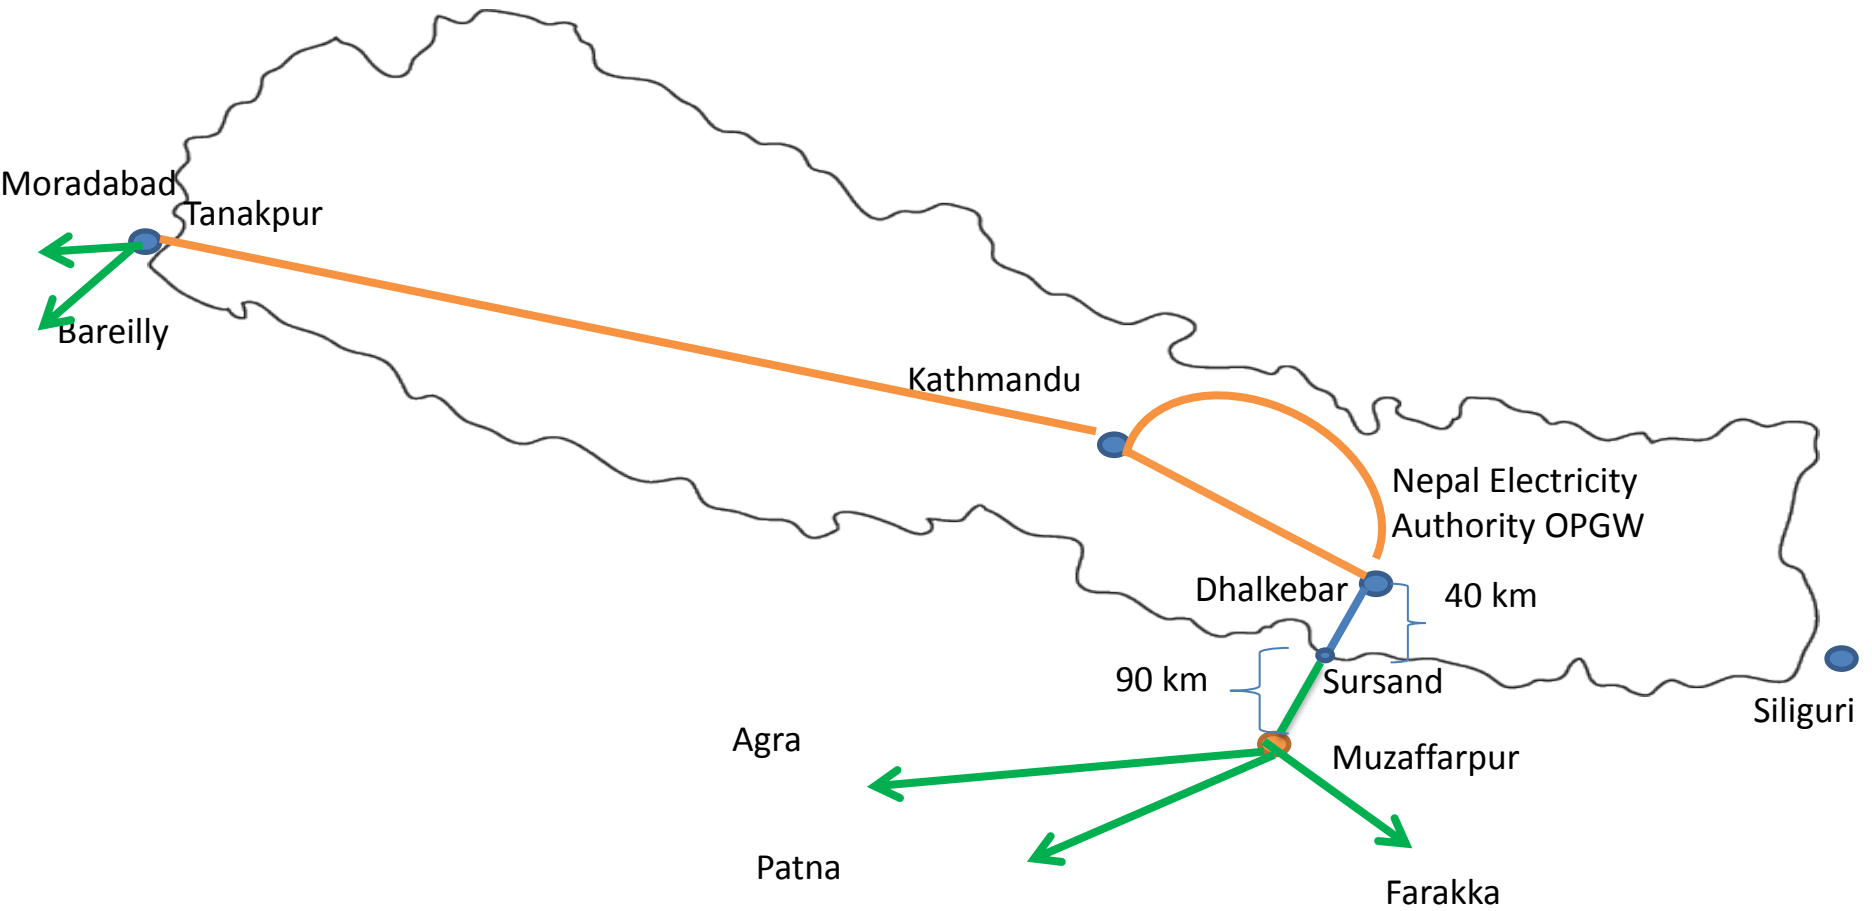 Moradabad
Tanakpur
Bareilly
Kathmandu
Nepal Electricity
Authority OPGW
Dhalkebar
40 km
90 km
Sursand
Siliguri
Agra
Muzaffarpur
Patna
Farakka